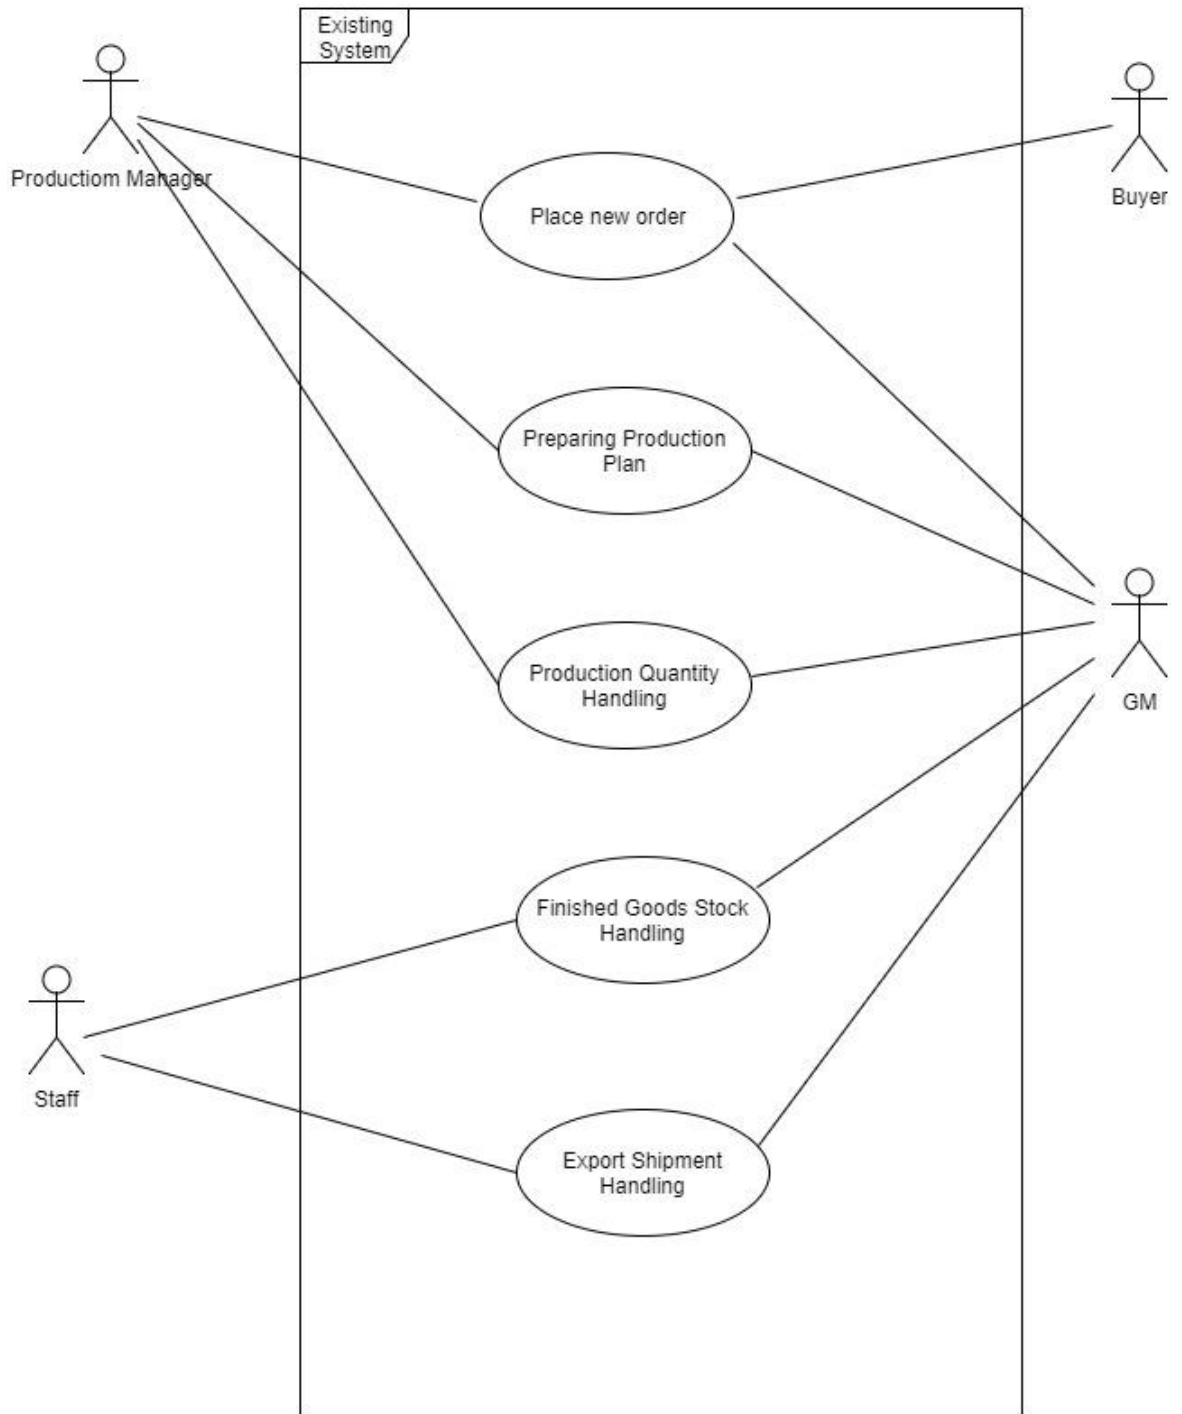 Existing
System
Productiom Manager
Buyer
Place new order
Preparing Production
Plan
Production Quantity
Handling
GM
Finished Goods Stock
Handling
Staff
Export Shipment
Handling